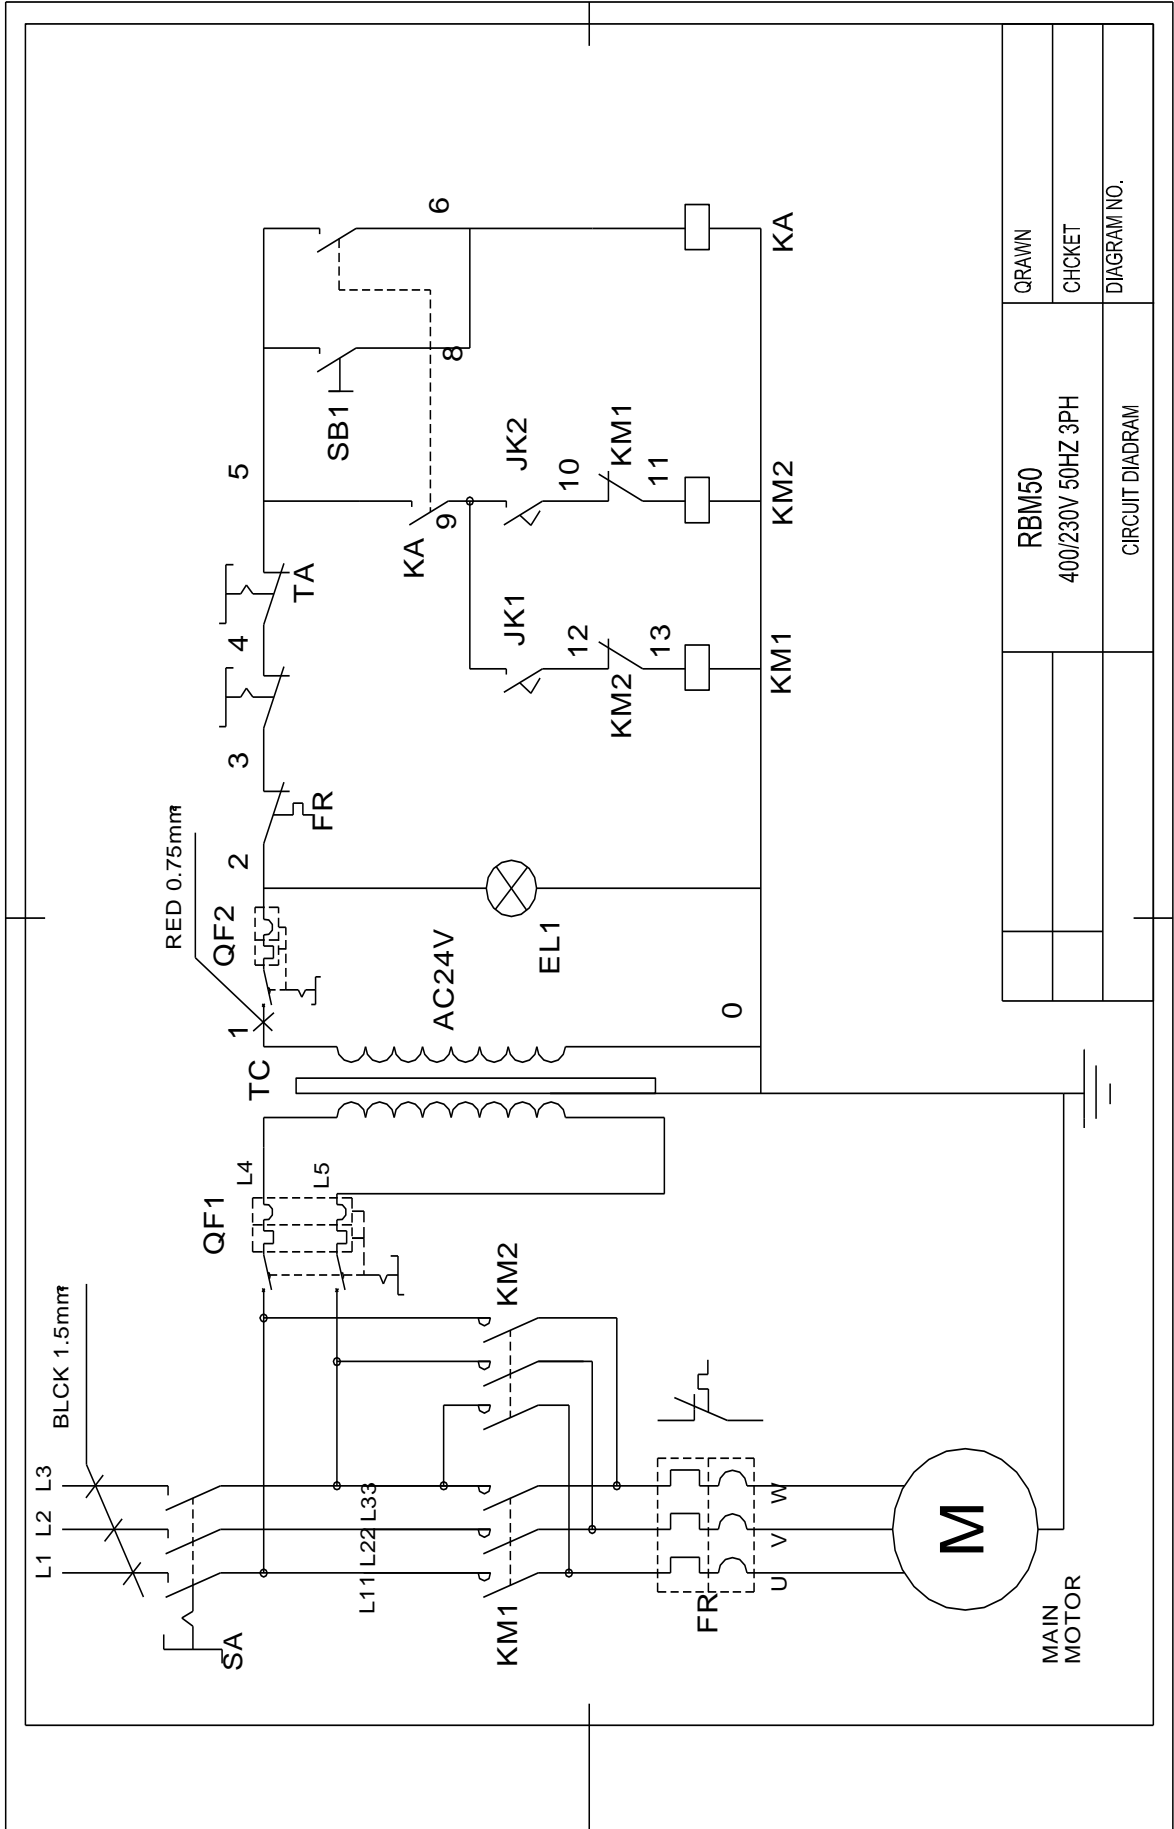 L1
L2
L3
BLCK 1.5mm²
SA
L11
L22
L33
KM1
KM2
FR
U
V
W
M
MAIN
MOTOR
QF1
L4
L5
TC
AC24V
1
0
RED 0.75mm²
QF2
2
EL1
FR
3
4
TA
5
KA
9
JK1
12
KM2
13
KM1
JK2
10
KM1
11
KM2
SB1
8
6
KA
RBM50
400/230V 50HZ 3PH
CIRCUIT DIADRAM
QRAWN
CHCKET
DIAGRAM NO.